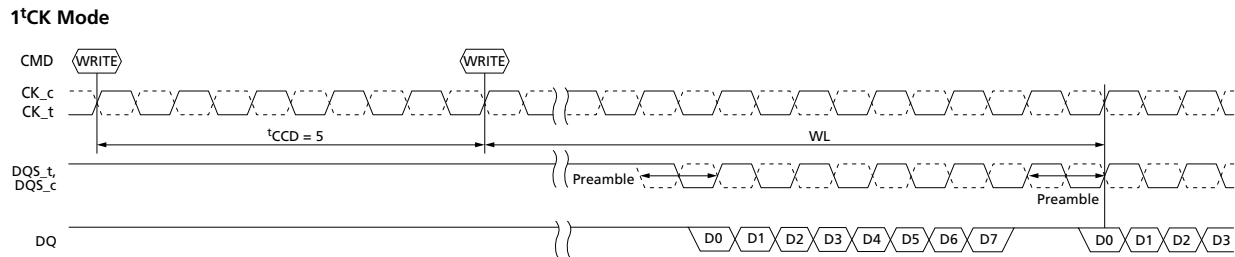 1tCK Mode
CMD WRITE WRITE
CK_c
CK_t
tCCD = 5 WL
DQS_t,
DQS_c
Preamble
Preamble
DQ D0 D1 D2 D3 D4 D5 D6 D7 D0 D1 D2 D3